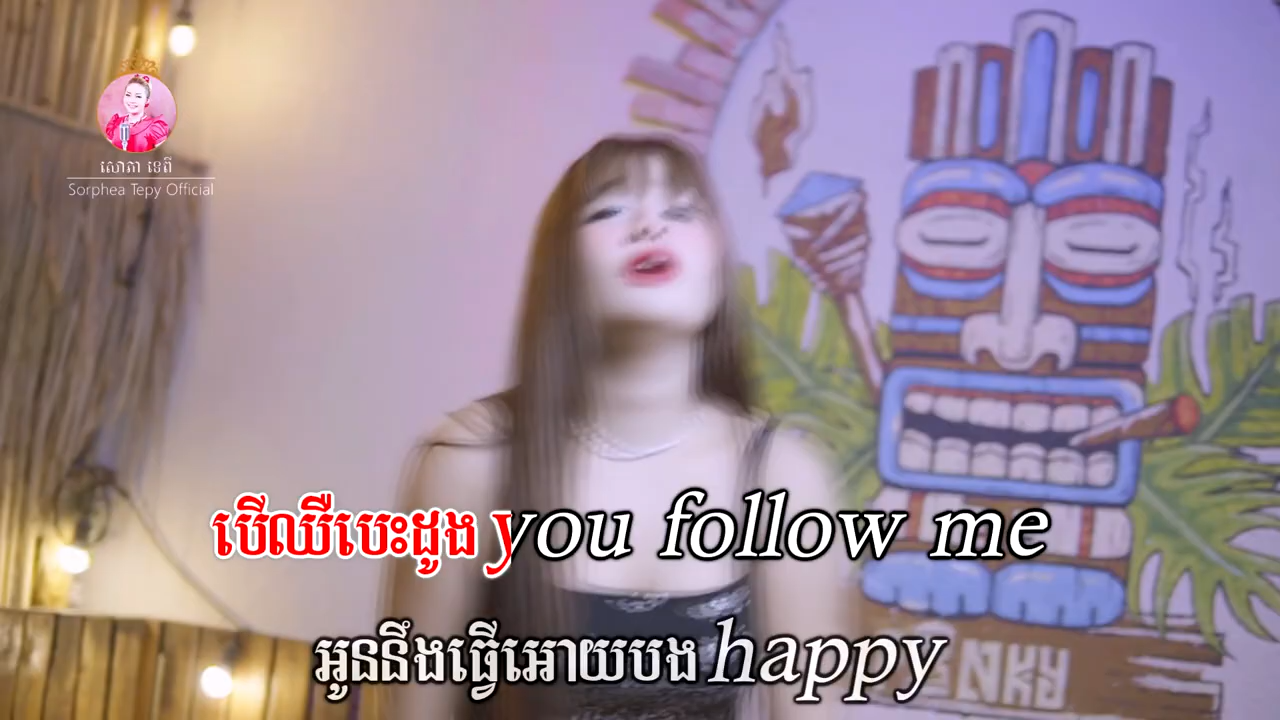 សោភា ទេពី
Sorphea Tepy Official
បើឈឺបេះដូង you follow me
អូននឹងធ្វើអោយបង happy